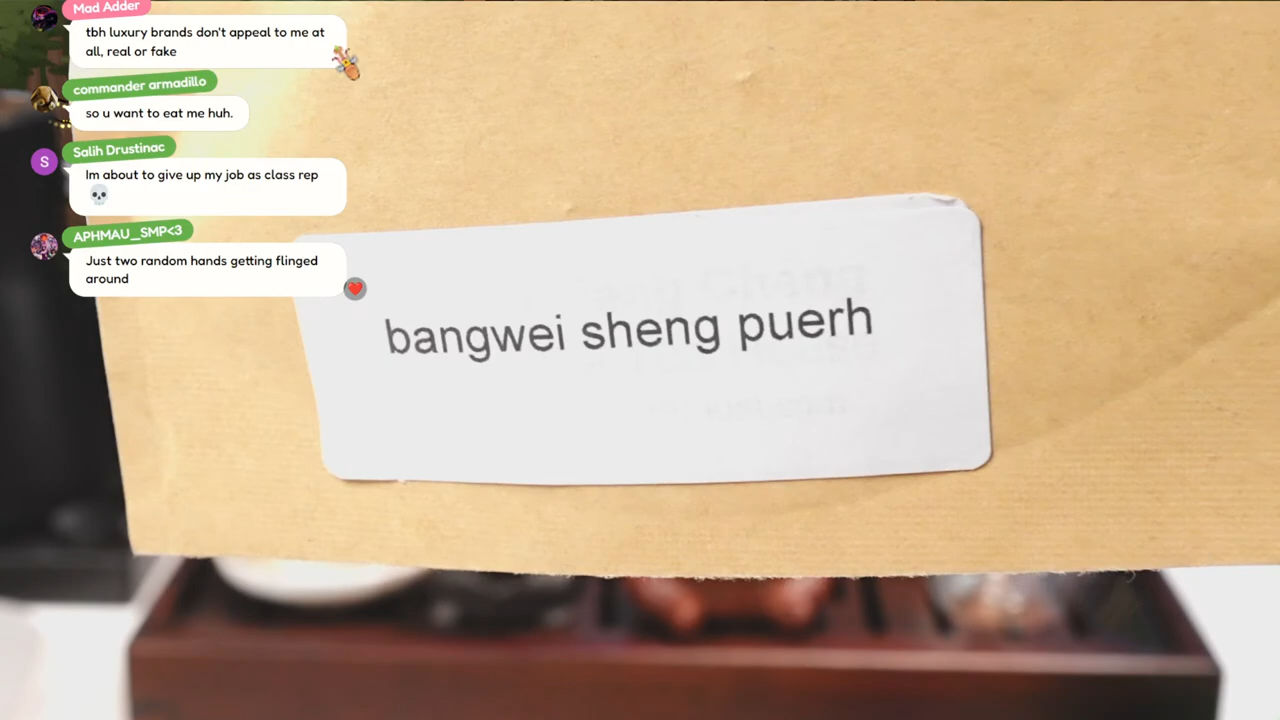 Mad Adder
tbh luxury brands don't appeal to me at
all, real or fake
commander armadillo
so u want to eat me huh.
S
Salih Drustinac
Im about to give up my job as class rep
💀
APHMAU_SMP<3
Just two random hands getting flinged
around
bangwei sheng puerh